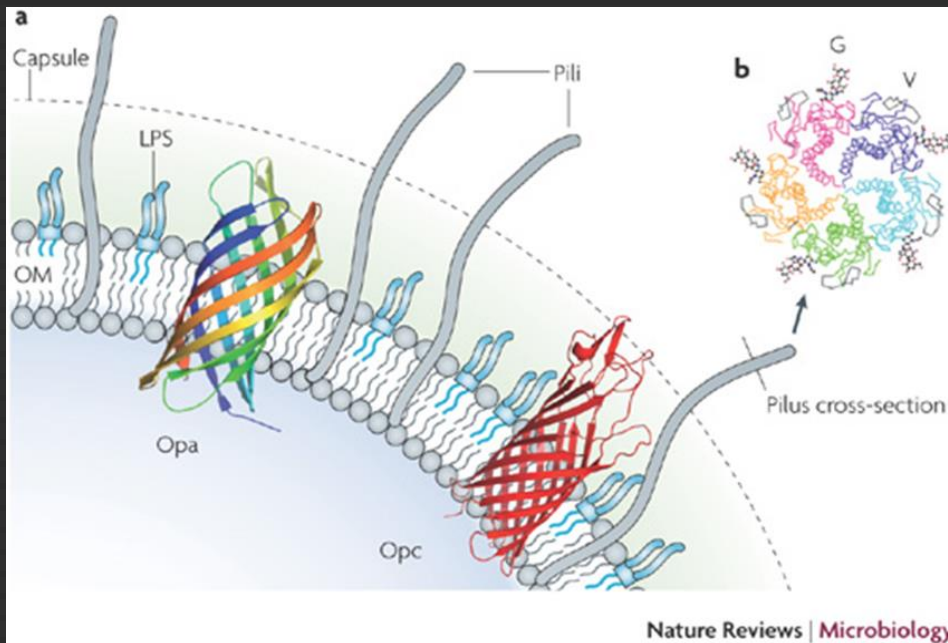 a
Capsule
LPS
Pili
b
G
V
OM
Opa
Opc
Pilus cross-section
Nature Reviews | Microbiology